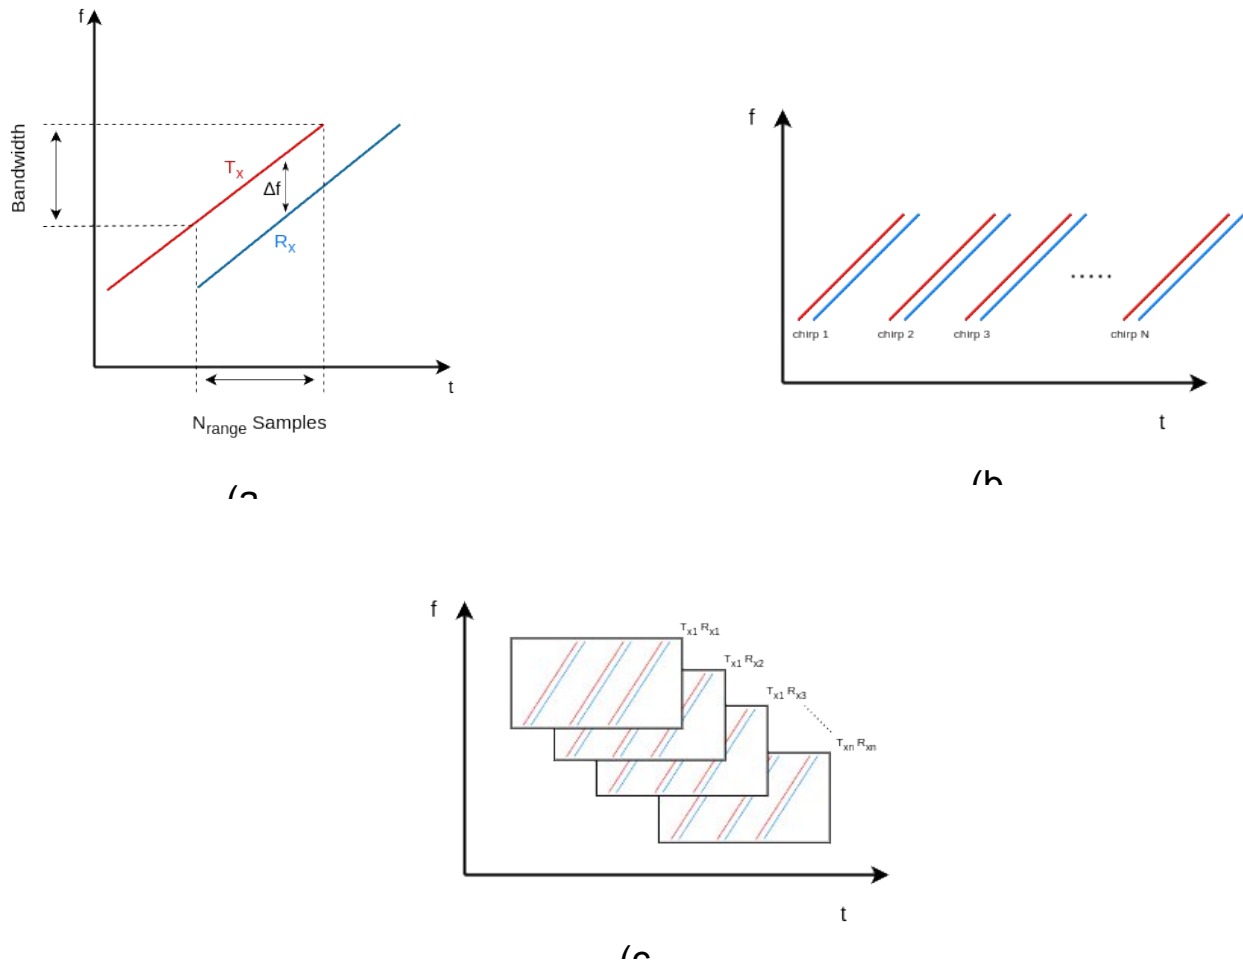 f
Bandwidth
Tx
Δf
Rx
t
Nrange Samples
(a
f
chirp 1
chirp 2
chirp 3
.....
chirp N
t
(b
f
Tx1 Rx1
Tx1 Rx2
Tx1 Rx3
Txn Rxn
t
(c